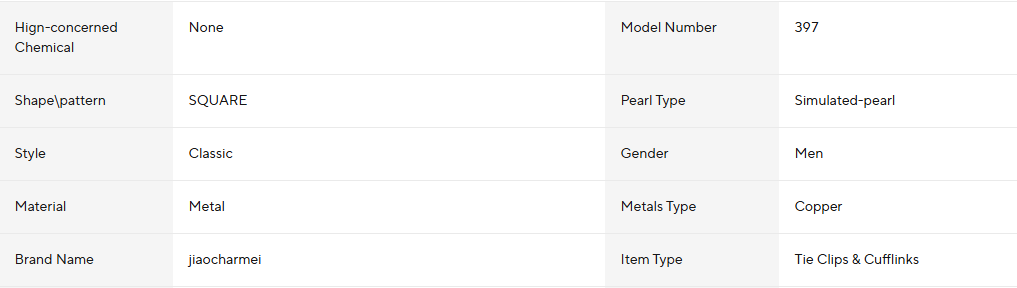 Hign-concerned
Chemical
None
Model Number
397
Shape\pattern
SQUARE
Pearl Type
Simulated-pearl
Style
Classic
Gender
Men
Material
Metal
Metals Type
Copper
Brand Name
jiaocharmei
Item Type
Tie Clips & Cufflinks